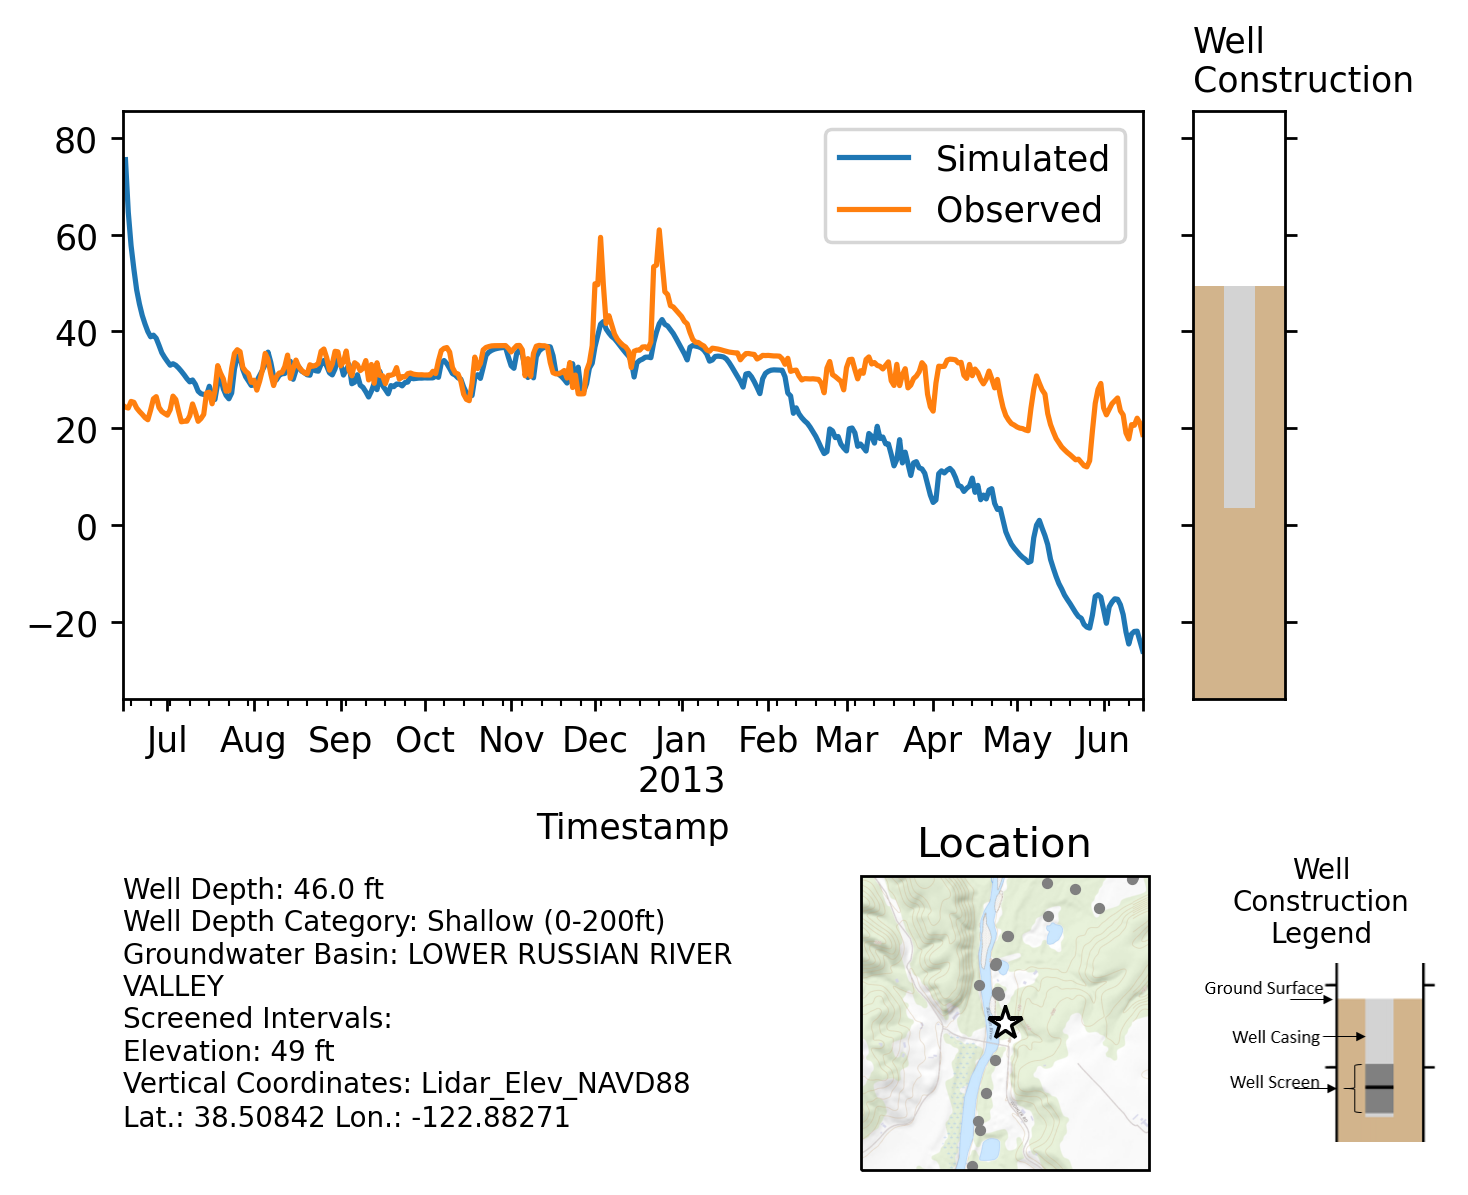 Well
Construction
80
60
40
20
0
−20
Simulated
Observed
Jul Aug Sep Oct Nov Dec Jan Feb Mar Apr May Jun
2013
Timestamp
Well Depth: 46.0 ft
Well Depth Category: Shallow (0-200ft)
Groundwater Basin: LOWER RUSSIAN RIVER
VALLEY
Screened Intervals:
Elevation: 49 ft
Vertical Coordinates: Lidar_Elev_NAVD88
Lat.: 38.50842 Lon.: -122.88271
Location
Well
Construction
Legend
Ground Surface
Well Casing
Well Screen